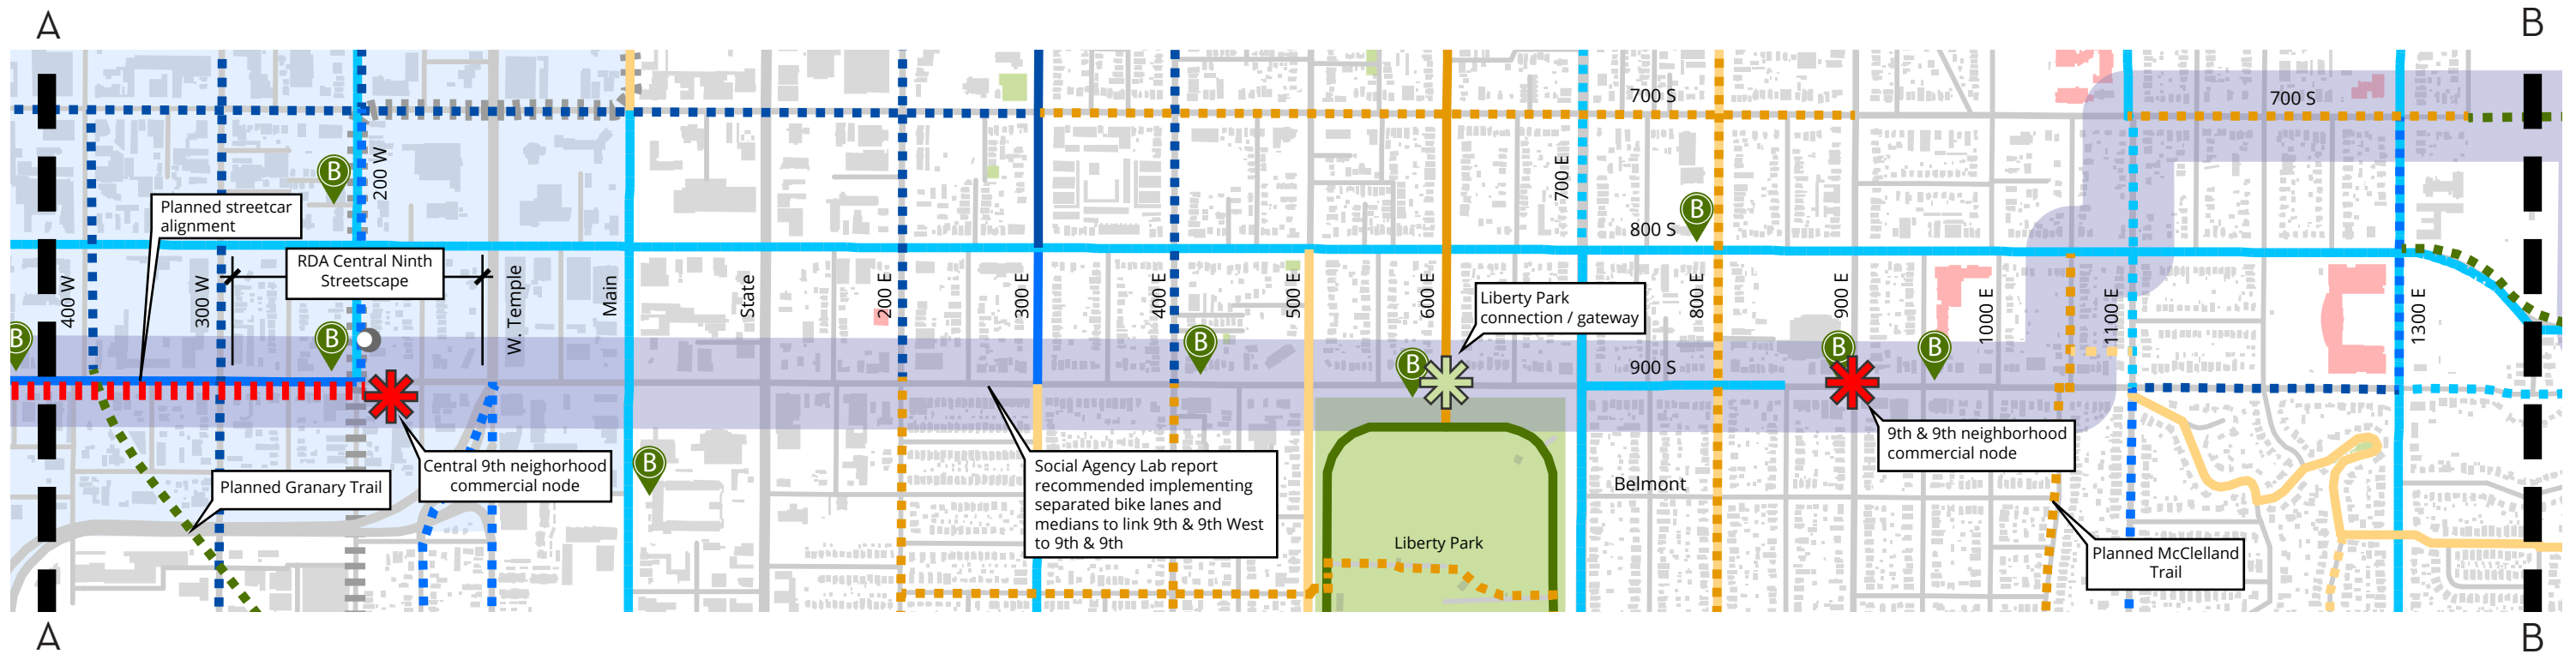 A
B
700 S
700 S
B
200 W
700 E
B
Planned streetcar
alignment
800 S
RDA Central Ninth
Streetscape
400 W
300 W
W. Temple
Main
State
200 E
300 E
400 E
500 E
600 E
Liberty Park
connection / gateway
800 E
900 E
1000 E
1100 E
1300 E
B
B
B
B
B
B
900 S
Central 9th neighorhood
commercial node
B
Social Agency Lab report
recommended implementing
separated bike lanes and
medians to link 9th & 9th West
to 9th & 9th
9th & 9th neighborhood
commercial node
Planned Granary Trail
Belmont
Liberty Park
Planned McClelland
Trail
A
B